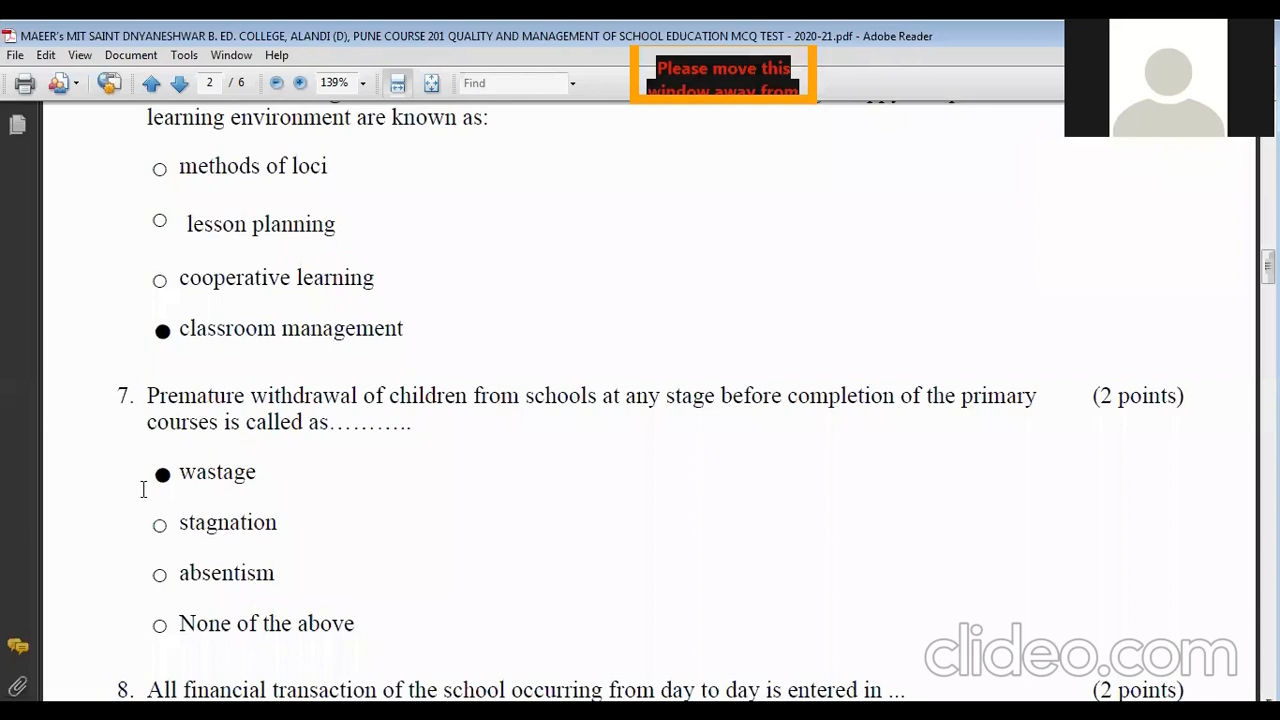 MAEER's MIT SAINT DNYANESHWAR B. ED. COLLEGE, ALANDI (D), PUNE COURSE 201 QUALITY AND MANAGEMENT OF SCHOOL EDUCATION MCQ TEST - 2020-21.pdf - Adobe Reader
File Edit View Document Tools Window Help
2 / 6 139% Find
Please move this
window away from
learning environment are known as:
methods of loci
lesson planning
cooperative learning
classroom management
7. Premature withdrawal of children from schools at any stage before completion of the primary (2 points)
courses is called as………..
wastage
stagnation
absentism
None of the above
8. All financial transaction of the school occurring from day to day is entered in ... (2 points)
clideo.com